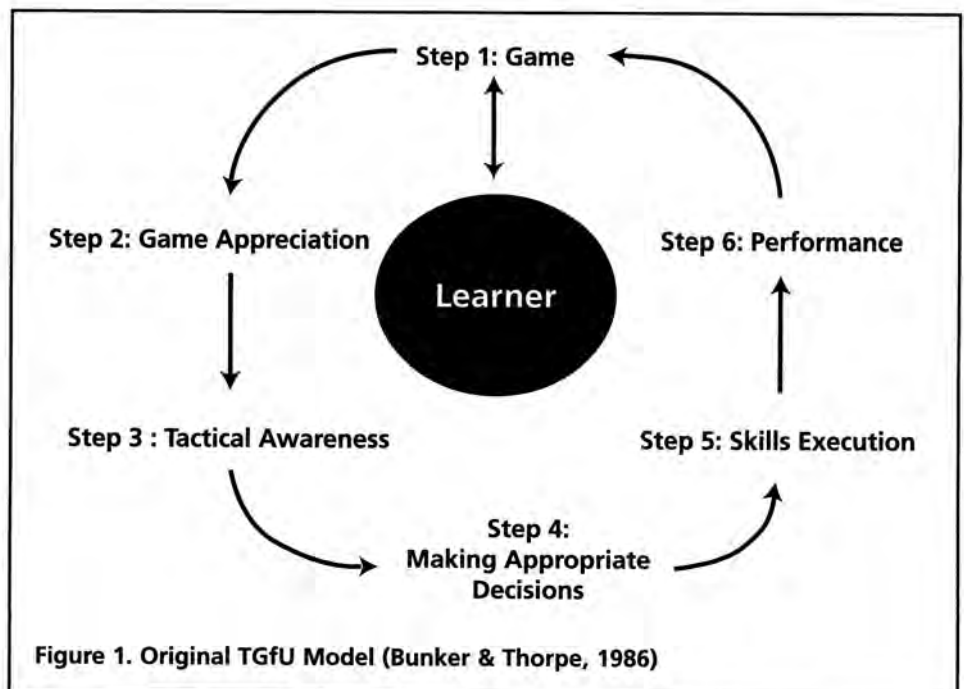 Step 1: Game
Step 2: Game Appreciation
Step 6: Performance
Learner
Step 3 : Tactical Awareness
Step 5: Skills Execution
Step 4:
Making Appropriate
Decisions
Figure 1. Original TGfU Model (Bunker & Thorpe, 1986)